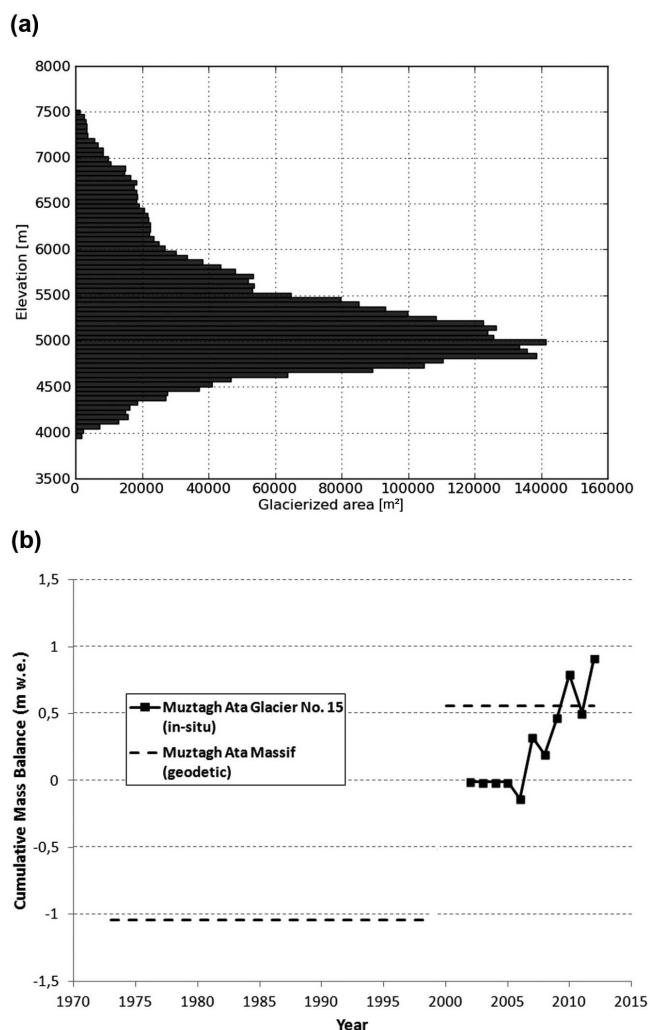 (a)
8000
7500
7000
6500
6000
5500
5000
4500
4000
3500
Elevation [m]
0 20000 40000 60000 80000 100000 120000 140000 160000
Glacierized area [m²]
(b)
1,5
1
0,5
0
-0,5
-1
-1,5
Cumulative Mass Balance (m w.e.)
Muztagh Ata Glacier No. 15
(in-situ)
Muztagh Ata Massif
(geodetic)
1970 1975 1980 1985 1990 1995 2000 2005 2010 2015
Year